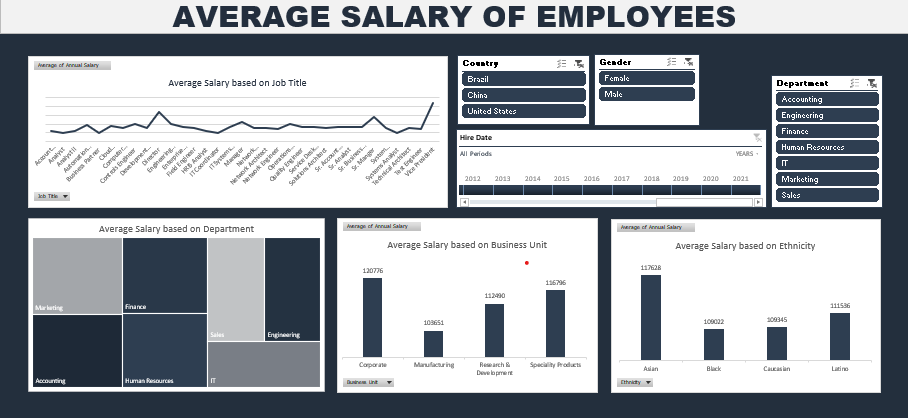 AVERAGE SALARY OF EMPLOYEES
Average of Annual Salary
Average Salary based on Job Title
Account...
Analyst
Analyst II
Automation...
Business Partner
Cloud...
Computer...
Controls Engineer
Development...
Director
Engineering...
Enterprise...
Field Engineer
HRIS Analyst
IT Coordinator
IT Systems...
Manager
Network...
Network Architect
Network Engineer
Operations...
Quality Engineer
Service Desk...
Solutions Architect
Sr. Account...
Sr. Analyst
Sr. Business...
Sr. Manager
System...
Systems Analyst
Technical Architect
Test Engineer
Vice President
Job Title
Country
Brazil
China
United States
Gender
Female
Male
Hire Date
All Periods
YEARS
2012 2013 2014 2015 2016 2017 2018 2019 2020 2021
Department
Accounting
Engineering
Finance
Human Resources
IT
Marketing
Sales
Average Salary based on Department
Marketing
Finance
Sales
Engineering
Accounting
Human Resources
IT
Average of Annual Salary
Average Salary based on Business Unit
120776
103651
112490
116796
Corporate
Manufacturing
Research &
Development
Speciality Products
Business Unit
Average of Annual Salary
Average Salary based on Ethnicity
117628
109022
109345
111536
Asian
Black
Caucasian
Latino
Ethnicity